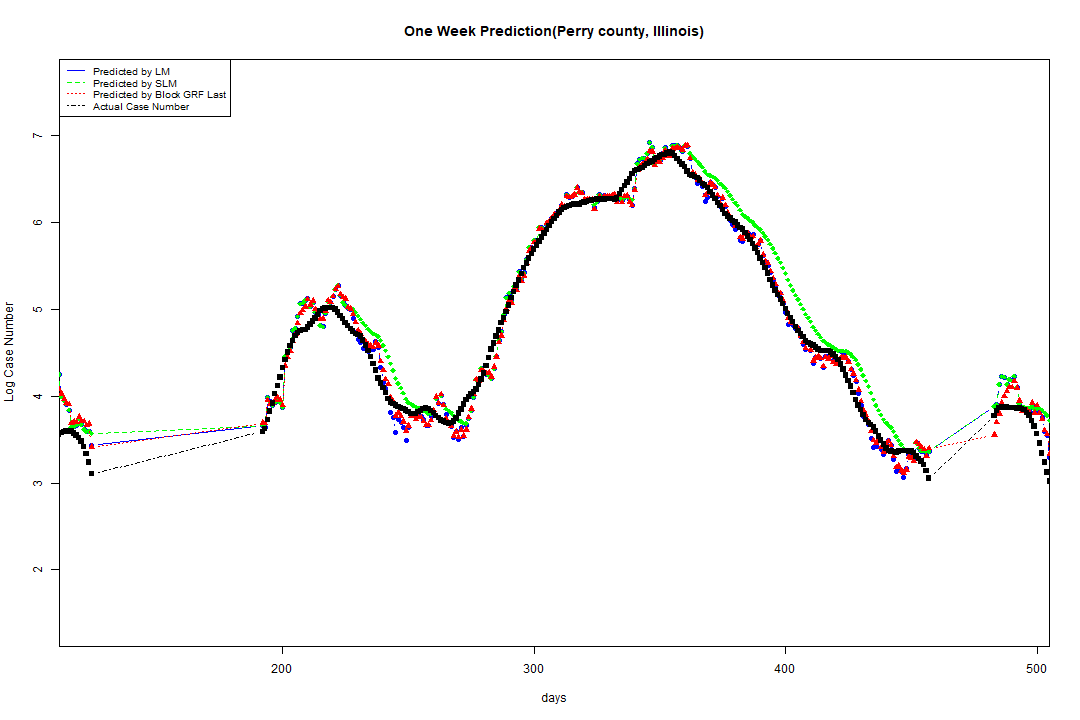 One Week Prediction(Perry county, Illinois)
Predicted by LM
Predicted by SLM
Predicted by Block GRF Last
Actual Case Number
7
6
5
4
3
2
Log Case Number
200 300 400 500
days